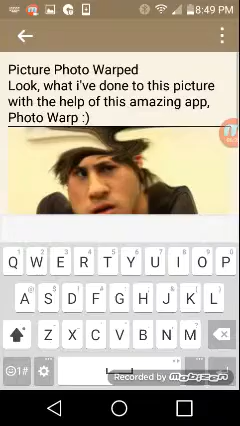 8:49 PM
Picture Photo Warped
Look, what i've done to this picture
with the help of this amazing app,
Photo Warp :)
Q W E R T Y U I O P
A S D F G H J K L
Z X C V B N M
1#
Recorded by Mobizen